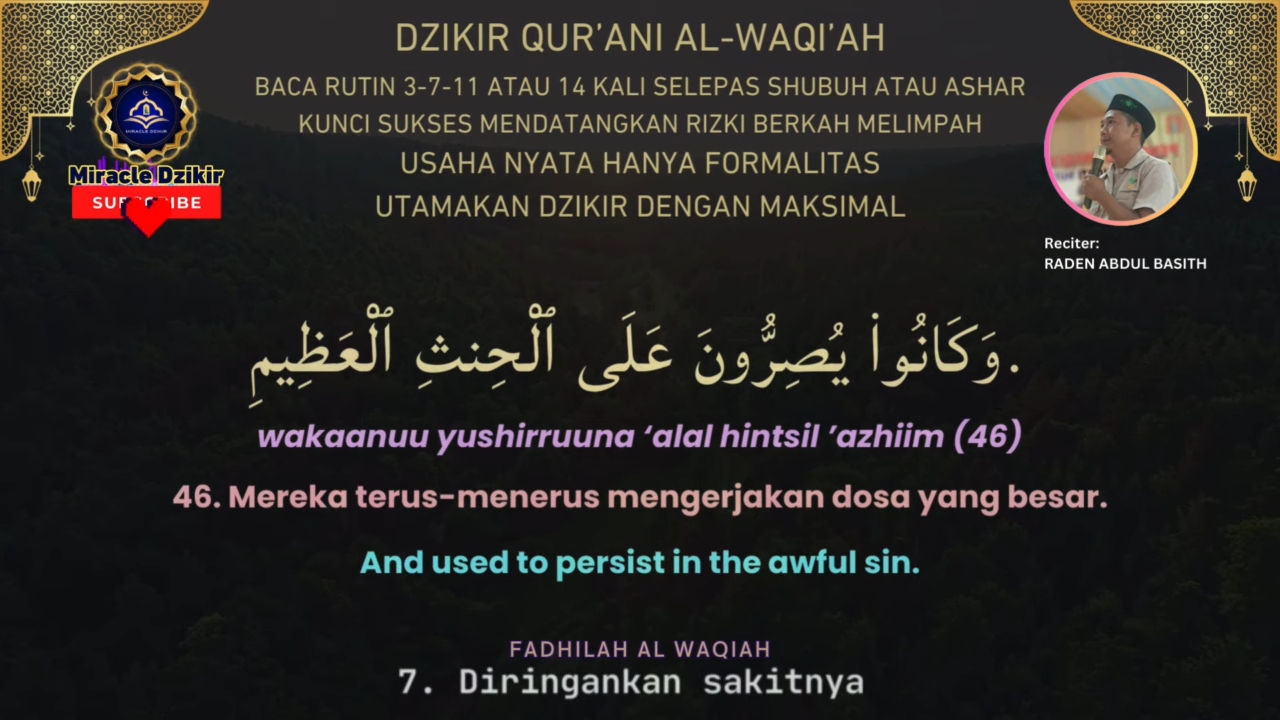 DZIKIR QUR'ANI AL-WAQI'AH
BACA RUTIN 3-7-11 ATAU 14 KALI SELEPAS SHUBUH ATAU ASHAR
KUNCI SUKSES MENDATANGKAN RIZKI BERKAH MELIMPAH
USAHA NYATA HANYA FORMALITAS
UTAMAKAN DZIKIR DENGAN MAKSIMAL
MIRACLE DZIKIR
Miracle Dzikir
Reciter:
RADEN ABDUL BASITH
وَكَانُوا۟ يُصِرُّونَ عَلَى ٱلْحِنثِ ٱلْعَظِيمِ.
wakaanuu yushirruuna ‘alal hintsil ’azhiim (46)
46. Mereka terus-menerus mengerjakan dosa yang besar.
And used to persist in the awful sin.
FADHILAH AL WAQIAH
7. Diringankan sakitnya